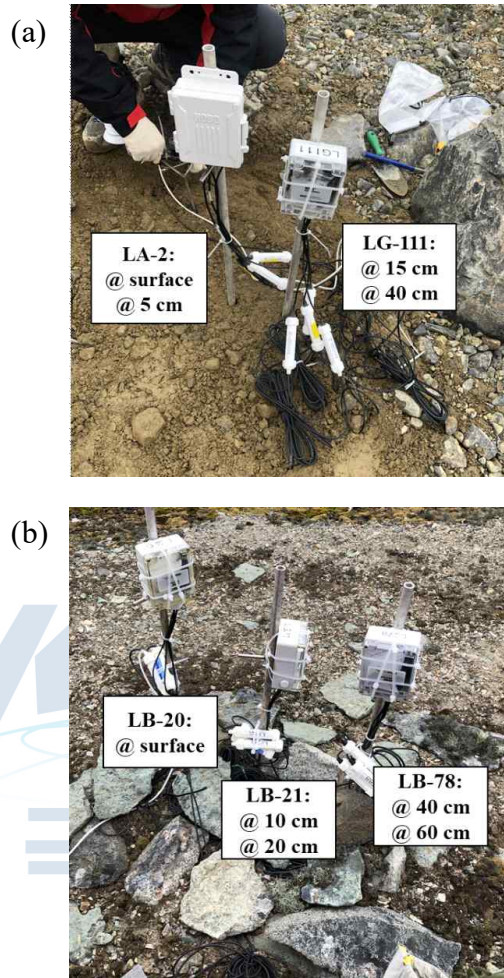 (a)
LG111
LA-2:
@ surface
@ 5 cm
LG-111:
@ 15 cm
@ 40 cm
(b)
LB-20:
@ surface
LB-21:
@ 10 cm
@ 20 cm
LB-78:
@ 40 cm
@ 60 cm